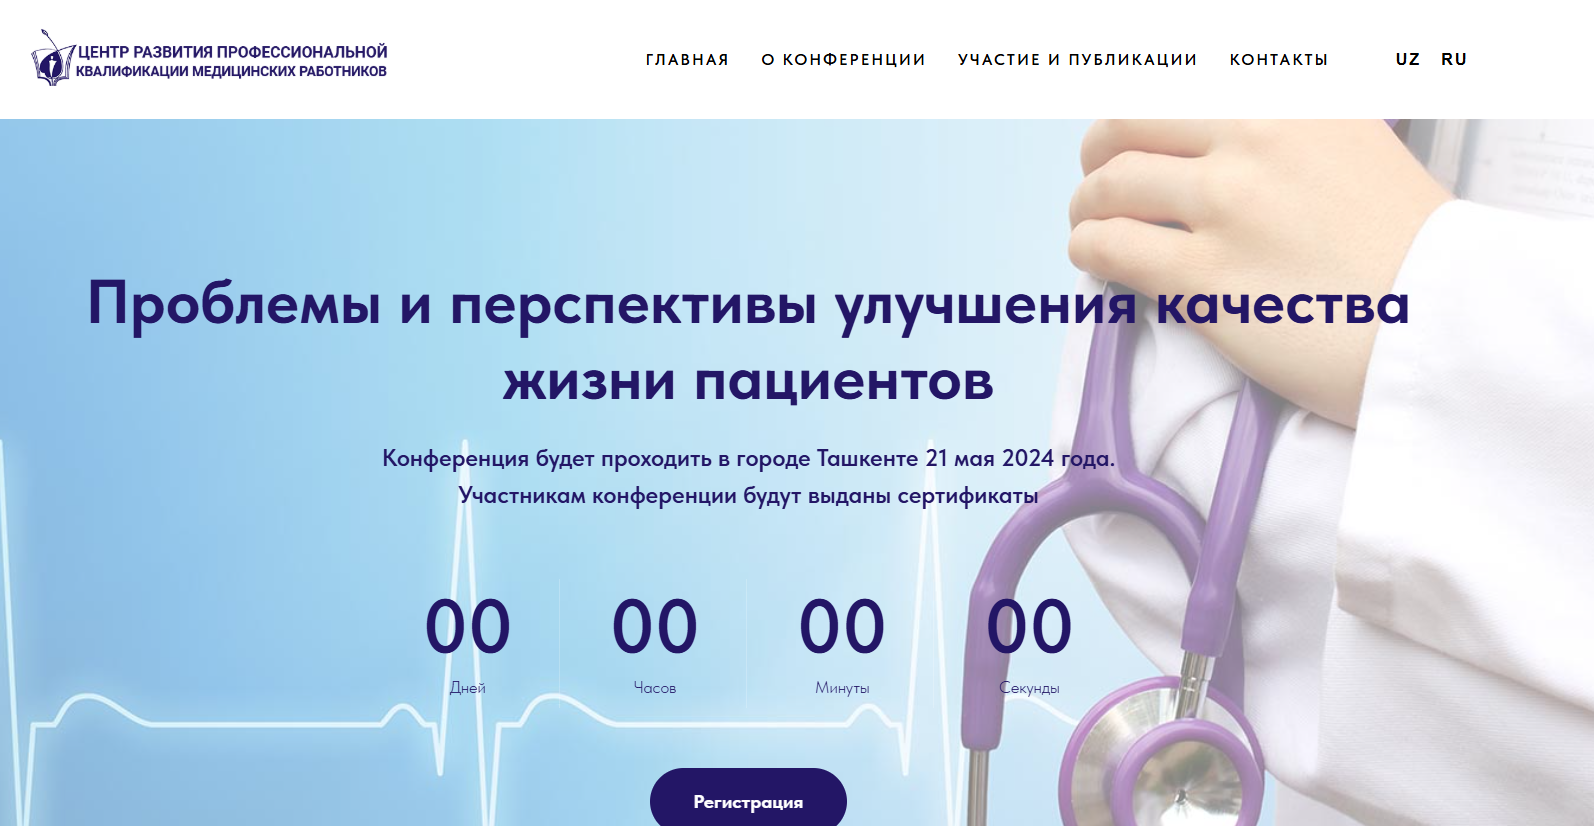 ЦЕНТР РАЗВИТИЯ ПРОФЕССИОНАЛЬНОЙ
КВАЛИФИКАЦИИ МЕДИЦИНСКИХ РАБОТНИКОВ
ГЛАВНАЯ О КОНФЕРЕНЦИИ УЧАСТИЕ И ПУБЛИКАЦИИ КОНТАКТЫ UZ RU
Проблемы и перспективы улучшения качества
жизни пациентов
Конференция будет проходить в городе Ташкенте 21 мая 2024 года.
Участникам конференции будут выданы сертификаты
00 00 00 00
Дней Часов Минуты Секунды
Регистрация